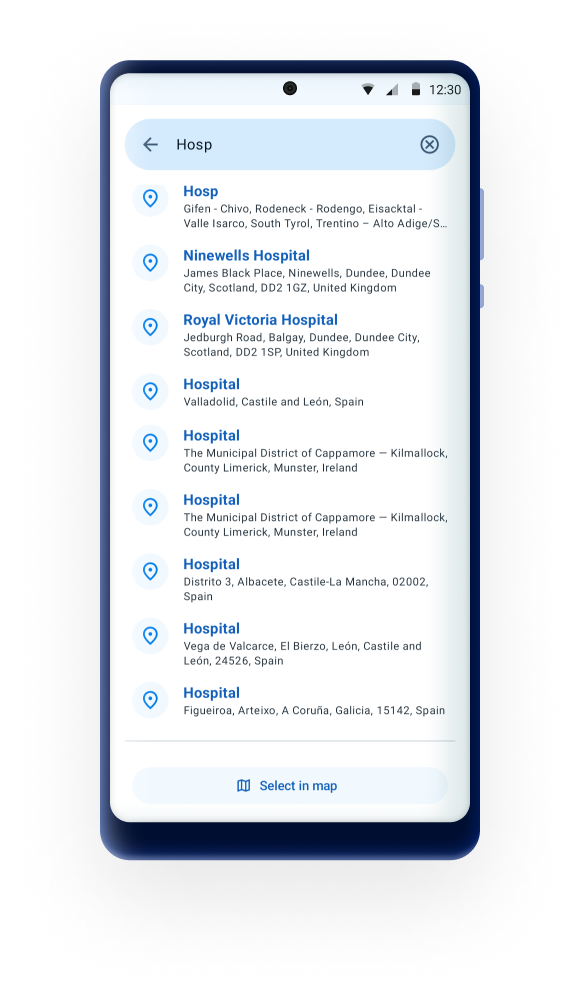 12:30
Hosp
Hosp
Gifen - Chivo, Rodeneck - Rodengo, Eisacktal -
Valle Isarco, South Tyrol, Trentino – Alto Adige/S...
Ninewells Hospital
James Black Place, Ninewells, Dundee, Dundee
City, Scotland, DD2 1GZ, United Kingdom
Royal Victoria Hospital
Jedburgh Road, Balgay, Dundee, Dundee City,
Scotland, DD2 1SP, United Kingdom
Hospital
Valladolid, Castile and León, Spain
Hospital
The Municipal District of Cappamore — Kilmallock,
County Limerick, Munster, Ireland
Hospital
The Municipal District of Cappamore — Kilmallock,
County Limerick, Munster, Ireland
Hospital
Distrito 3, Albacete, Castile-La Mancha, 02002,
Spain
Hospital
Vega de Valcarce, El Bierzo, León, Castile and
León, 24526, Spain
Hospital
Figueiroa, Arteixo, A Coruña, Galicia, 15142, Spain
Select in map